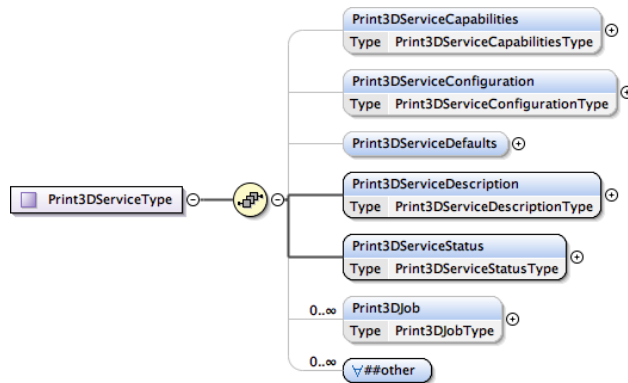 Print3DServiceCapabilities
Type Print3DServiceCapabilitiesType
Print3DServiceConfiguration
Type Print3DServiceConfigurationType
Print3DServiceDefaults
Print3DServiceType
Print3DServiceDescription
Type Print3DServiceDescriptionType
Print3DServiceStatus
Type Print3DServiceStatusType
0..∞
Print3DJob
Type Print3DJobType
0..∞
∀##other